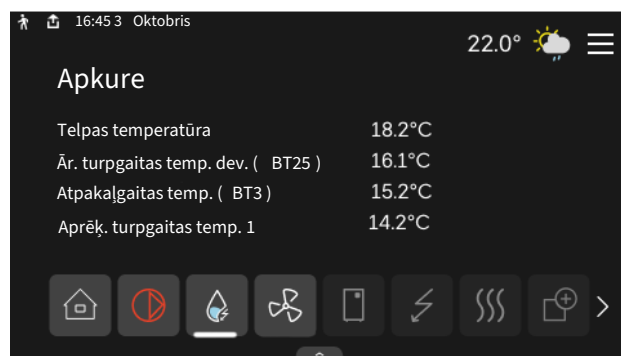 16:45 3 Oktobris
22.0°
Apkure
Telpas temperatūra 18.2°C
Ār. turpgaitas temp. dev. ( BT25 ) 16.1°C
Atpakaļgaitas temp. ( BT3 ) 15.2°C
Aprēķ. turpgaitas temp. 1 14.2°C